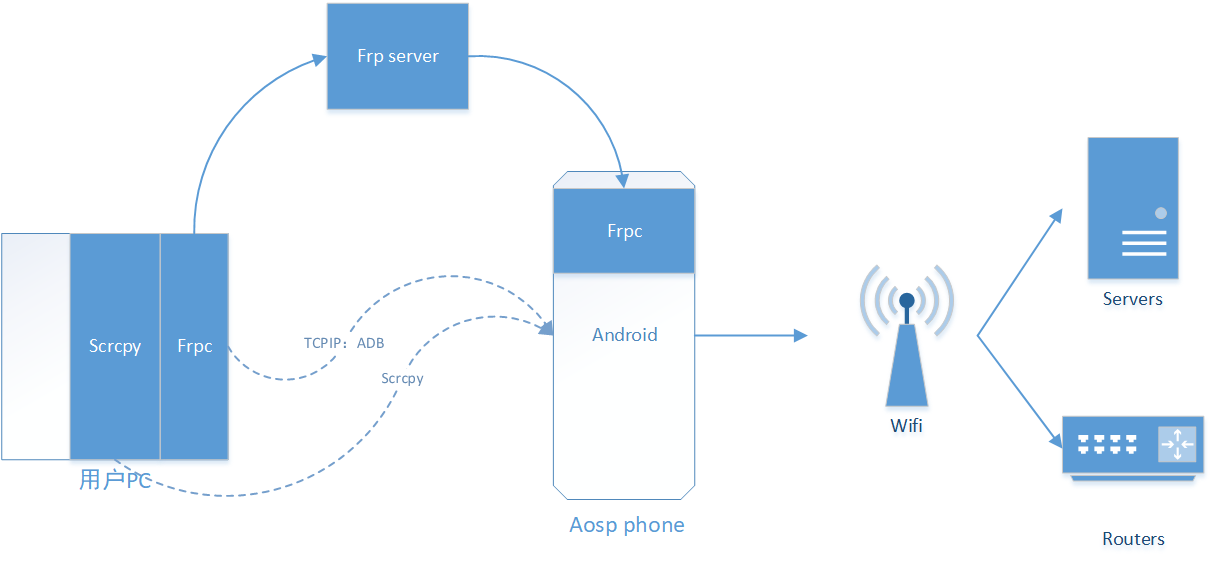 Frp server
Frpc
Scrcpy
Frpc
TCPIP：ADB
Scrcpy
Android
用户PC
Aosp phone
Wifi
Servers
Routers